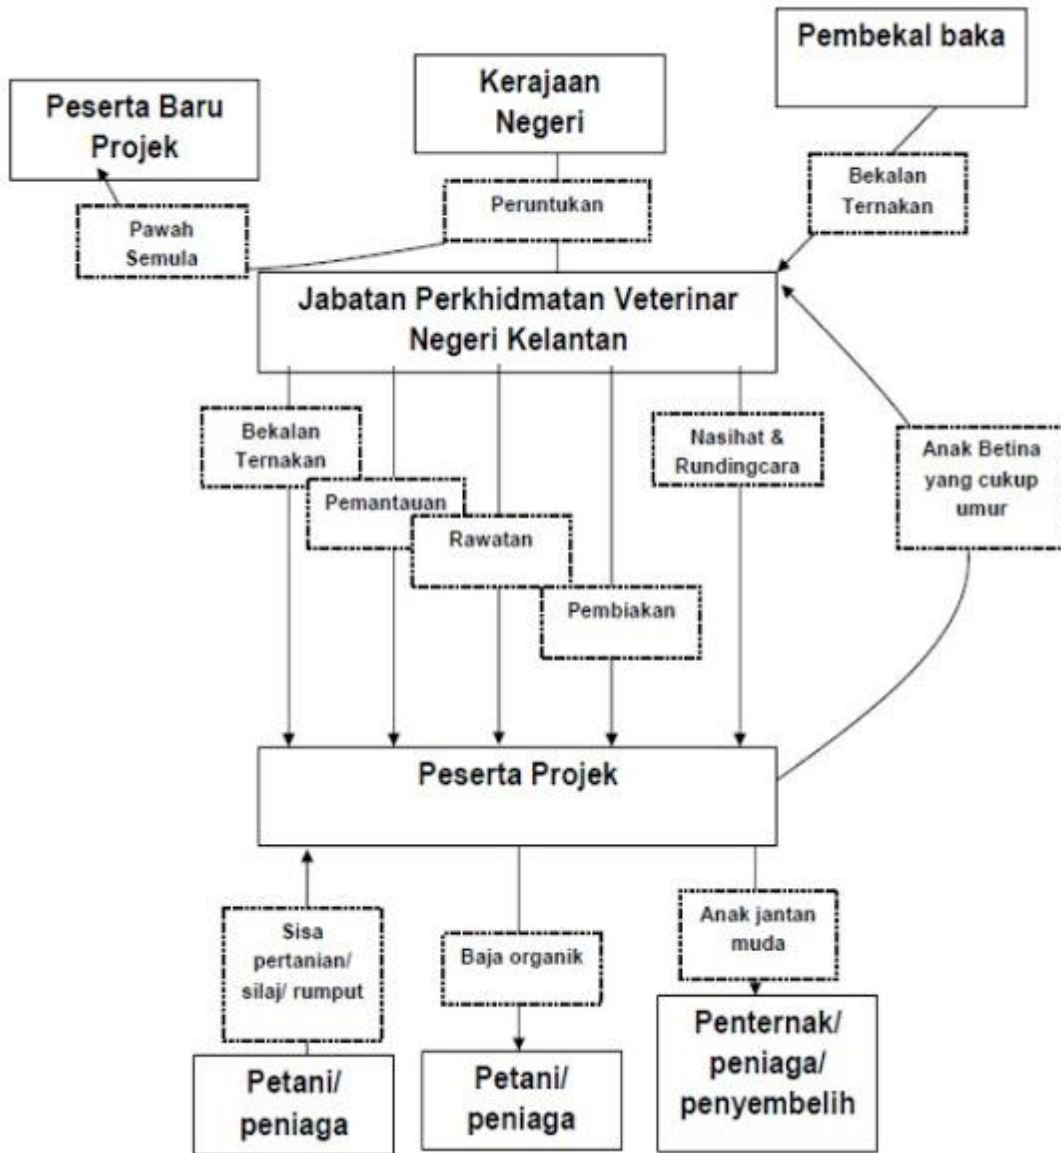 Pembekal baka
Kerajaan
Negeri
Peserta Baru
Projek
Bekalan
Ternakan
Peruntukan
Pawah
Semula
Jabatan Perkhidmatan Veterinar
Negeri Kelantan
Bekalan
Ternakan
Nasihat &
Rundingcara
Anak Betina
yang cukup
umur
Pemantauan
Rawatan
Pembiakan
Peserta Projek
Sisa
pertanian/
silaj/ rumput
Baja organik
Anak jantan
muda
Petani/
peniaga
Petani/
peniaga
Penternak/
peniaga/
penyembelih